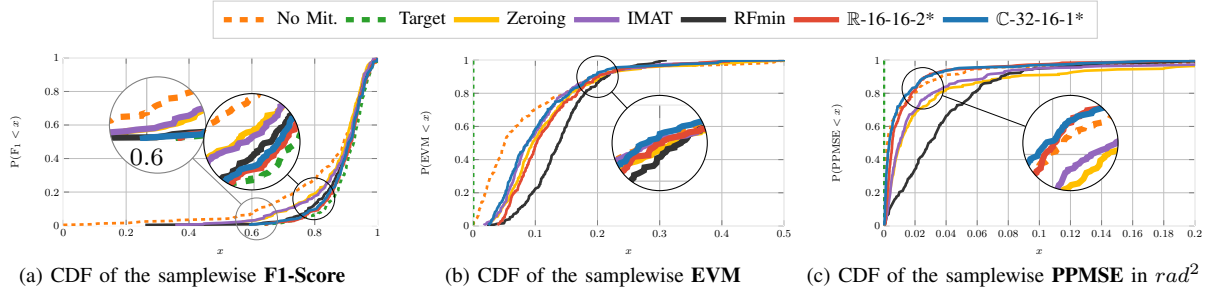 No Mit. Target Zeroing IMAT RFmin ℝ-16-16-2* ℂ-32-16-1*
P(F₁ < x)
1
0.8
0.6
0.4
0.2
0
0 0.2 0.4 0.6 0.8 1
x
0.6
(a) CDF of the samplewise F1-Score
P(EVM < x)
1
0.8
0.6
0.4
0.2
0
0 0.1 0.2 0.3 0.4 0.5
x
(b) CDF of the samplewise EVM
P(PPMSE < x)
1
0.8
0.6
0.4
0.2
0
0 0.02 0.04 0.06 0.08 0.1 0.12 0.14 0.16 0.18 0.2
x
(c) CDF of the samplewise PPMSE in rad²